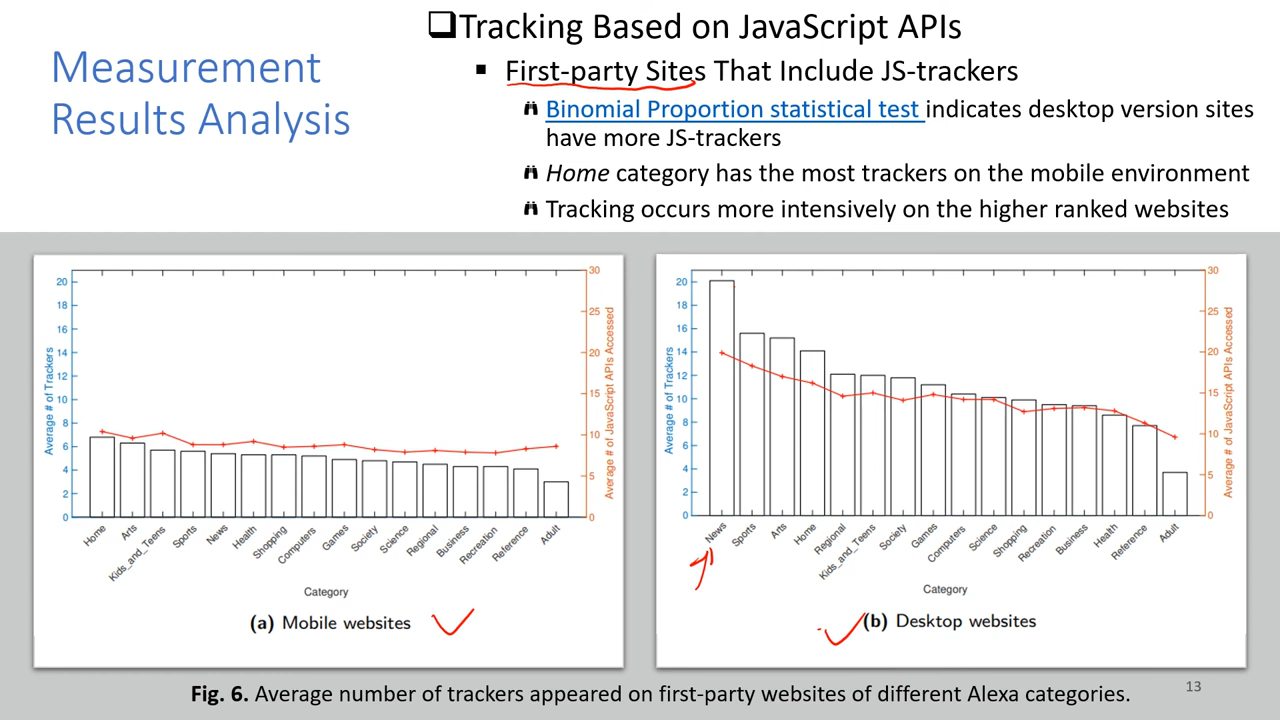 Measurement
Results Analysis
❑Tracking Based on JavaScript APIs
▪ First-party Sites That Include JS-trackers
Binomial Proportion statistical test indicates desktop version sites
have more JS-trackers
Home category has the most trackers on the mobile environment
Tracking occurs more intensively on the higher ranked websites
Average # of Trackers
20
18
16
14
12
10
8
6
4
2
0
30
25
20
15
10
5
0
Average # of JavaScript APIs Accessed
Home
Arts
Kids_and_Teens
Sports
News
Health
Shopping
Computers
Games
Society
Science
Regional
Business
Recreation
Reference
Adult
Category
(a) Mobile websites
Average # of Trackers
20
18
16
14
12
10
8
6
4
2
0
30
25
20
15
10
5
0
Average # of JavaScript APIs Accessed
News
Sports
Arts
Home
Regional
Kids_and_Teens
Society
Games
Computers
Science
Shopping
Recreation
Business
Health
Reference
Adult
Category
(b) Desktop websites
Fig. 6. Average number of trackers appeared on first-party websites of different Alexa categories.
13